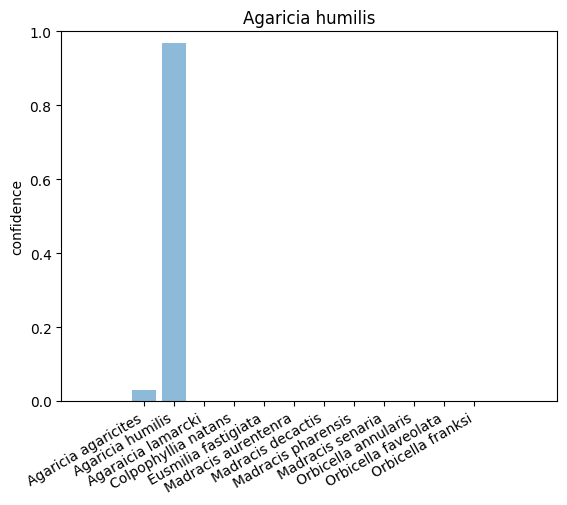 Agaricia humilis
confidence
1.0
0.8
0.6
0.4
0.2
0.0
Agaricia agaricites
Agaricia humilis
Agaraicia lamarcki
Colpophyllia natans
Eusmilia fastigiata
Madracis aurentenra
Madracis decactis
Madracis pharensis
Madracis senaria
Orbicella annularis
Orbicella faveolata
Orbicella franksi